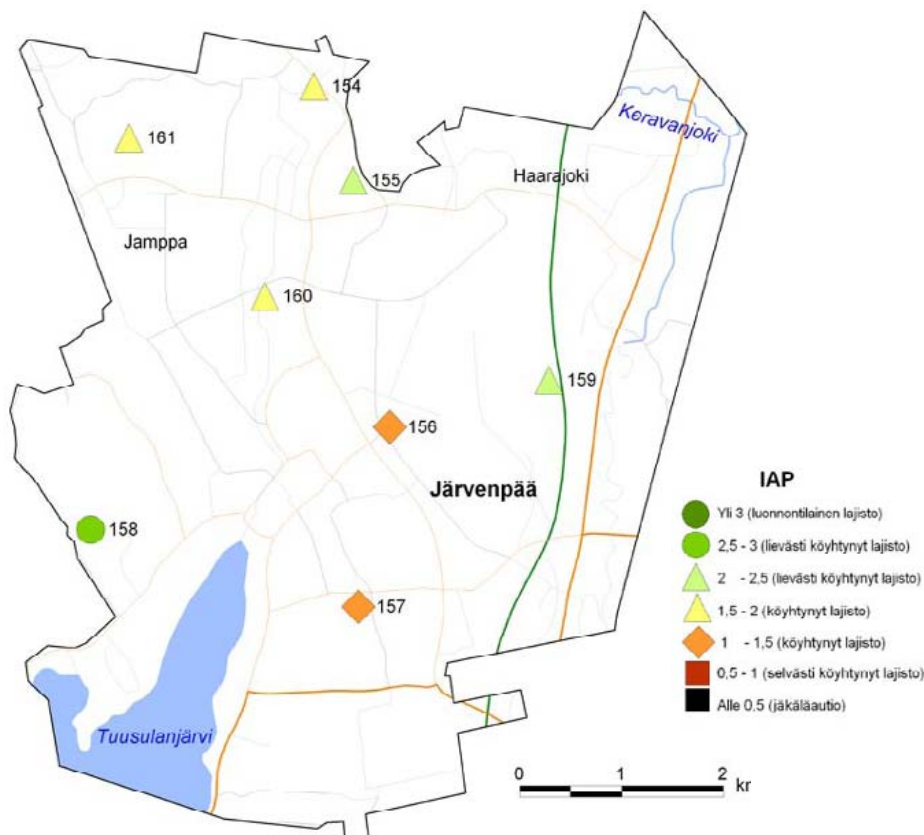 154
Keravanjoki
161
Haarajoki
155
Jamppa
160
159
156
Järvenpää
158
157
Tuusulanjärvi
IAP
Yli 3 (luonnontilainen lajisto)
2,5 - 3 (lievästi köyhtynyt lajisto)
2 - 2,5 (lievästi köyhtynyt lajisto)
1,5 - 2 (köyhtynyt lajisto)
1 - 1,5 (köyhtynyt lajisto)
0,5 - 1 (selvästi köyhtynyt lajisto)
Alle 0,5 (jäkäläautio)
0 1 2
kr